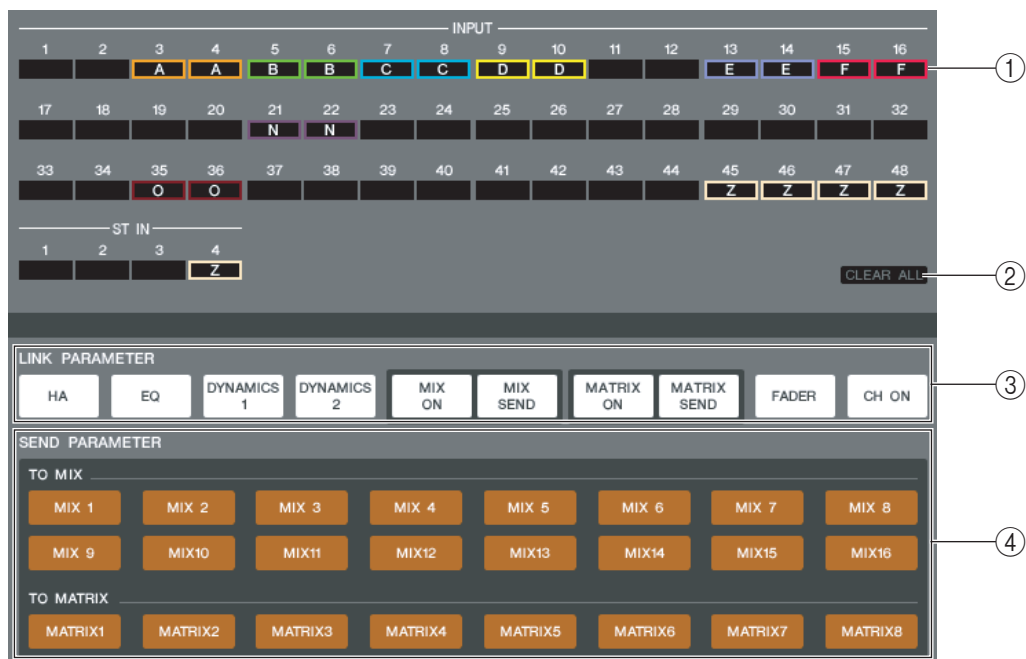 INPUT
1 2 3 4 5 6 7 8 9 10 11 12 13 14 15 16
A A B B C C D D E E F F
①
17 18 19 20 21 22 23 24 25 26 27 28 29 30 31 32
N N
33 34 35 36 37 38 39 40 41 42 43 44 45 46 47 48
O O Z Z Z Z
ST IN
1 2 3 4
Z
CLEAR ALL
②
LINK PARAMETER
HA EQ DYNAMICS 1 DYNAMICS 2 MIX ON MIX SEND MATRIX ON MATRIX SEND FADER CH ON
③
SEND PARAMETER
TO MIX
MIX 1 MIX 2 MIX 3 MIX 4 MIX 5 MIX 6 MIX 7 MIX 8
MIX 9 MIX10 MIX11 MIX12 MIX13 MIX14 MIX15 MIX16
④
TO MATRIX
MATRIX1 MATRIX2 MATRIX3 MATRIX4 MATRIX5 MATRIX6 MATRIX7 MATRIX8